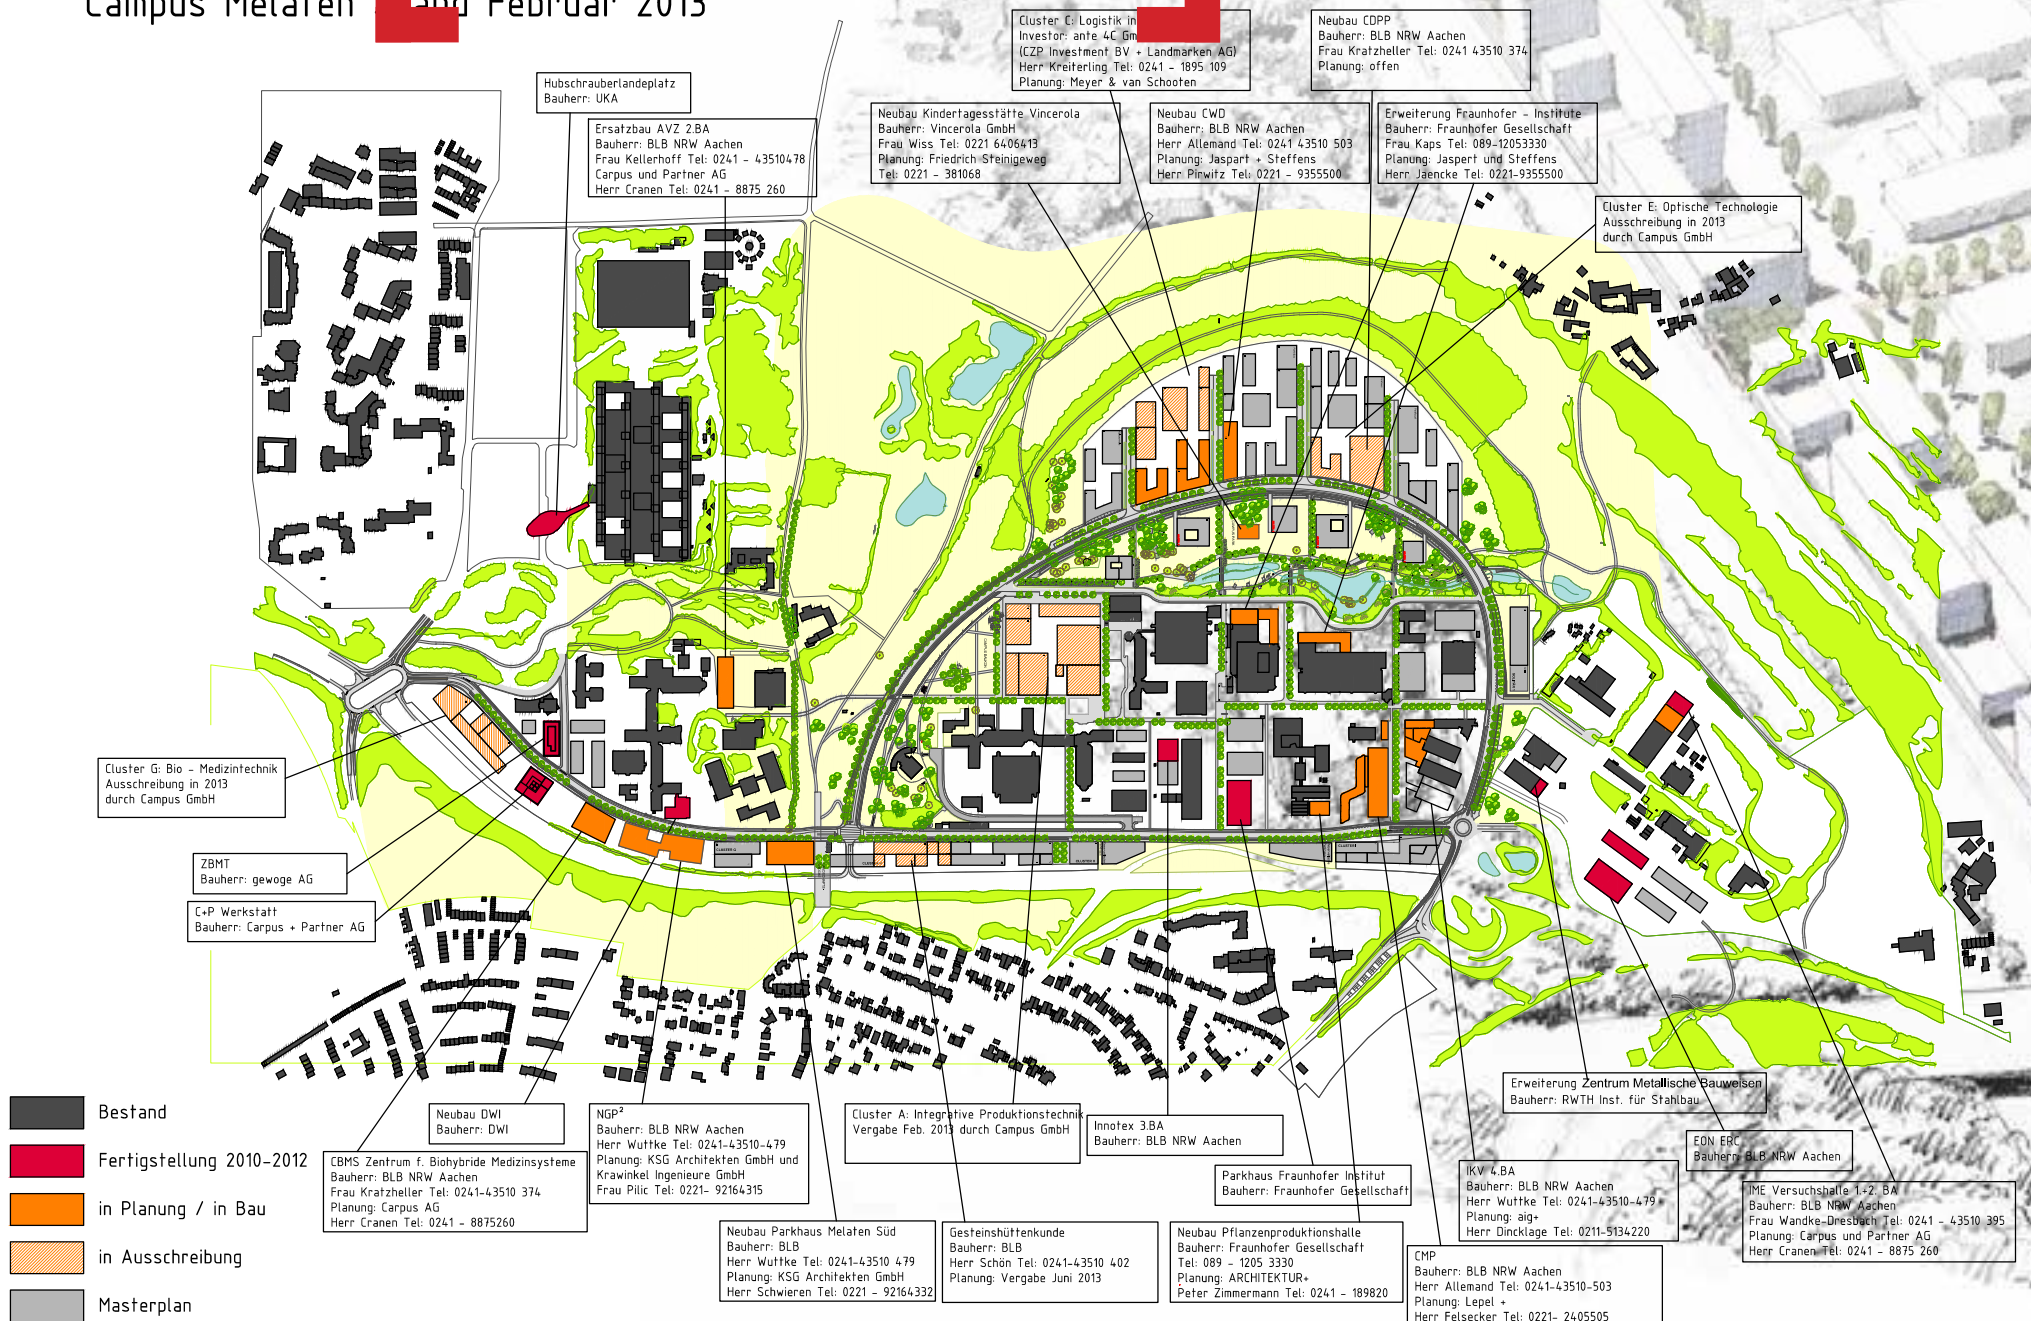 Campus Melaten Stand Februar 2013
Cluster C: Logistik in
Investor: ante 4C Gm
(CZP Investment BV + Landmarken AG)
Herr Kreiterling Tel: 0241 - 1895 109
Planung: Meyer & van Schooten
Neubau CDPP
Bauherr: BLB NRW Aachen
Frau Kratzheller Tel: 0241 43510 374
Planung: offen
Hubschrauberlandeplatz
Bauherr: UKA
Ersatzbau AVZ 2.BA
Bauherr: BLB NRW Aachen
Frau Kellerhoff Tel: 0241 - 43510478
Carpus und Partner AG
Herr Cranen Tel: 0241 - 8875 260
Neubau Kindertagesstätte Vincerola
Bauherr: Vincerola GmbH
Frau Wiss Tel: 0221 6406413
Planung: Friedrich Steinigeweg
Tel: 0221 - 381068
Neubau CWD
Bauherr: BLB NRW Aachen
Herr Allemand Tel: 0241 43510 503
Planung: Jaspart + Steffens
Herr Pirwitz Tel: 0221 - 9355500
Erweiterung Fraunhofer - Institute
Bauherr: Fraunhofer Gesellschaft
Frau Kaps Tel: 089-12053330
Planung: Jaspert und Steffens
Herr Jaencke Tel: 0221-9355500
Cluster E: Optische Technologie
Ausschreibung in 2013
durch Campus GmbH
Cluster G: Bio - Medizintechnik
Ausschreibung in 2013
durch Campus GmbH
ZBMT
Bauherr: gewoge AG
C+P Werkstatt
Bauherr: Carpus + Partner AG
Bestand
Fertigstellung 2010-2012
in Planung / in Bau
in Ausschreibung
Masterplan
CBMS Zentrum f. Biohybride Medizinsysteme
Bauherr: BLB NRW Aachen
Frau Kratzheller Tel: 0241-43510 374
Planung: Carpus AG
Herr Cranen Tel: 0241 - 8875260
Neubau DWI
Bauherr: DWI
NGP²
Bauherr: BLB NRW Aachen
Herr Wuttke Tel: 0241-43510-479
Planung: KSG Architekten GmbH und
Krawinkel Ingenieure GmbH
Frau Pilic Tel: 0221- 92164315
Neubau Parkhaus Melaten Süd
Bauherr: BLB
Herr Wuttke Tel: 0241-43510 479
Planung: KSG Architekten GmbH
Herr Schwieren Tel: 0221 - 92164332
Cluster A: Integrative Produktionstechnik
Vergabe Feb. 2013 durch Campus GmbH
Gesteinshüttenkunde
Bauherr: BLB
Herr Schön Tel: 0241-43510 402
Planung: Vergabe Juni 2013
Innotex 3.BA
Bauherr: BLB NRW Aachen
Parkhaus Fraunhofer Institut
Bauherr: Fraunhofer Gesellschaft
Neubau Pflanzenproduktionshalle
Bauherr: Fraunhofer Gesellschaft
Tel: 089 - 1205 3330
Planung: ARCHITEKTUR+
Peter Zimmermann Tel: 0241 - 189820
IKV 4.BA
Bauherr: BLB NRW Aachen
Herr Wuttke Tel: 0241-43510-479
Planung: aig+
Herr Dincklage Tel: 0211-5134220
CMP
Bauherr: BLB NRW Aachen
Herr Allemand Tel: 0241-43510-503
Planung: Lepel +
Herr Felsecker Tel: 0221- 2405505
Erweiterung Zentrum Metallische Bauweisen
Bauherr: RWTH Inst. für Stahlbau
EON ERC
Bauherr: BLB NRW Aachen
IME Versuchshalle 1.+2. BA
Bauherr: BLB NRW Aachen
Frau Wandke-Dresbach Tel: 0241 - 43510 395
Planung: Carpus und Partner AG
Herr Cranen Tel: 0241 - 8875 260